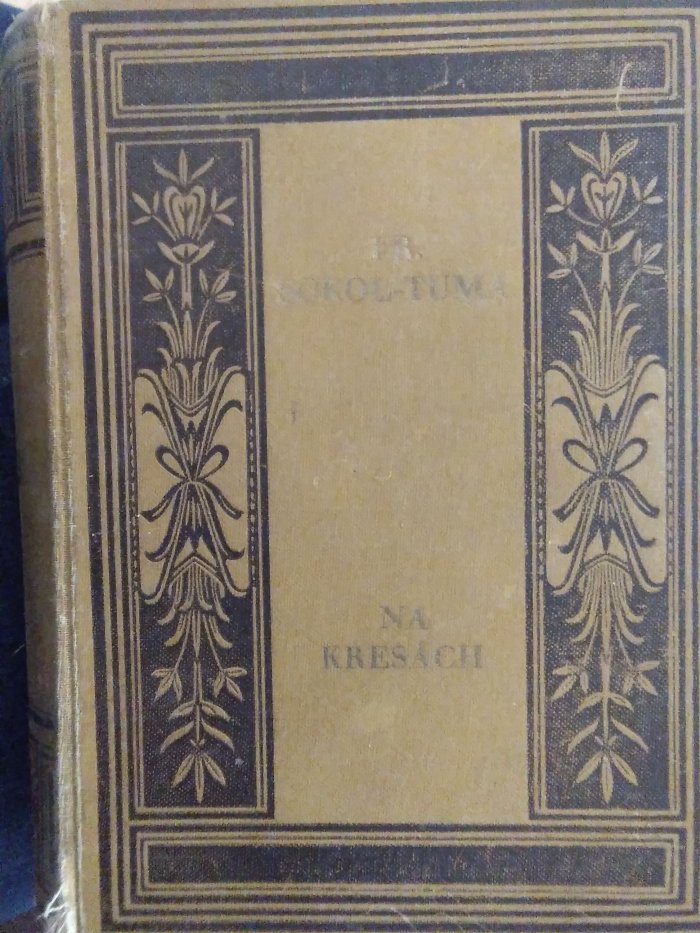 FR.
SOKOL-TŮMA
NA
KRESÁCH